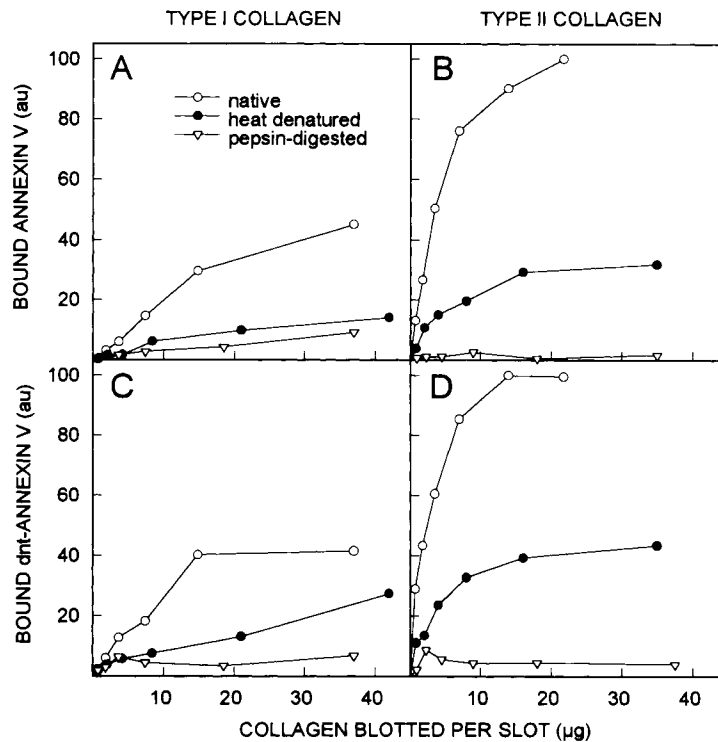 TYPE I COLLAGEN
TYPE II COLLAGEN
A
B
native
heat denatured
pepsin-digested
100
80
60
40
20
BOUND ANNEXIN V (au)
C
D
100
80
60
40
20
BOUND dnt-ANNEXIN V (au)
0 10 20 30 40 10 20 30 40
COLLAGEN BLOTTED PER SLOT (µg)